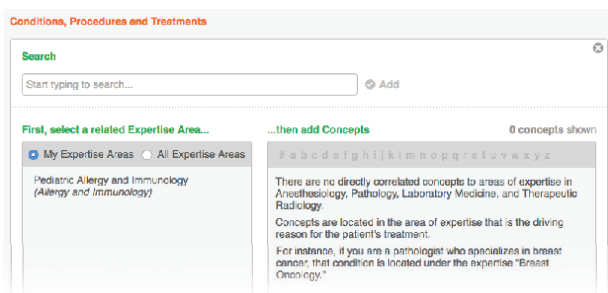 Conditions, Procedures and Treatments
Search
Start typing to search...
Add
First, select a related Expertise Area...
...then add Concepts
0 concepts shown
My Expertise Areas
All Expertise Areas
# a b c d e f g h i j k l m n o p q r s t u v w x y z
Pediatric Allergy and Immunology
(Allergy and Immunology)
There are no directly correlated concepts to areas of expertise in
Anesthesiology, Pathology, Laboratory Medicine, and Therapeutic
Radiology.
Concepts are located in the area of expertise that is the driving
reason for the patient's treatment.
For instance, if you are a pathologist who specializes in breast
cancer, that condition is located under the expertise "Breast
Oncology."